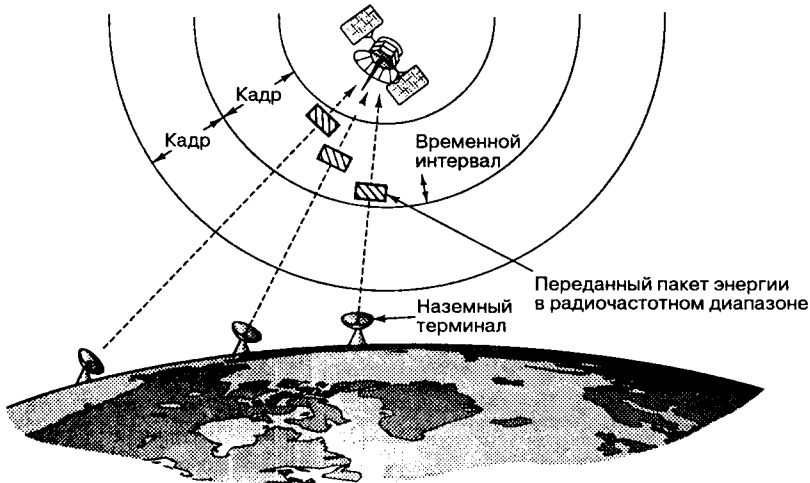 Кадр
Кадр
Временной
интервал
Переданный пакет энергии
в радиочастотном диапазоне
Наземный
терминал